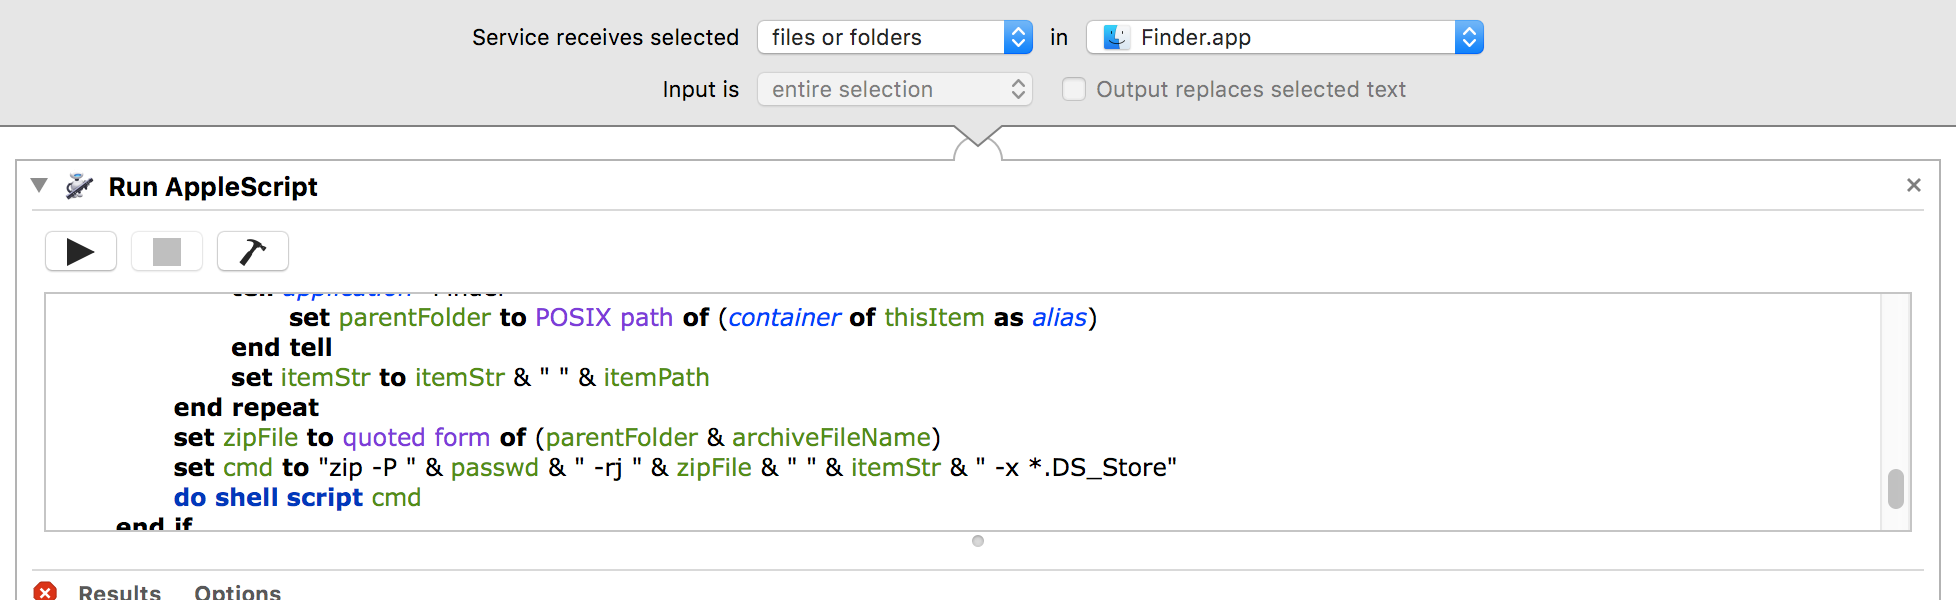 Service receives selected files or folders in Finder.app
Input is entire selection Output replaces selected text
Run AppleScript
tell application "Finder"
set parentFolder to POSIX path of (container of thisItem as alias)
end tell
set itemStr to itemStr & " " & itemPath
end repeat
set zipFile to quoted form of (parentFolder & archiveFileName)
set cmd to "zip -P " & passwd & " -rj " & zipFile & " " & itemStr & " -x *.DS_Store"
do shell script cmd
end if
Results Options